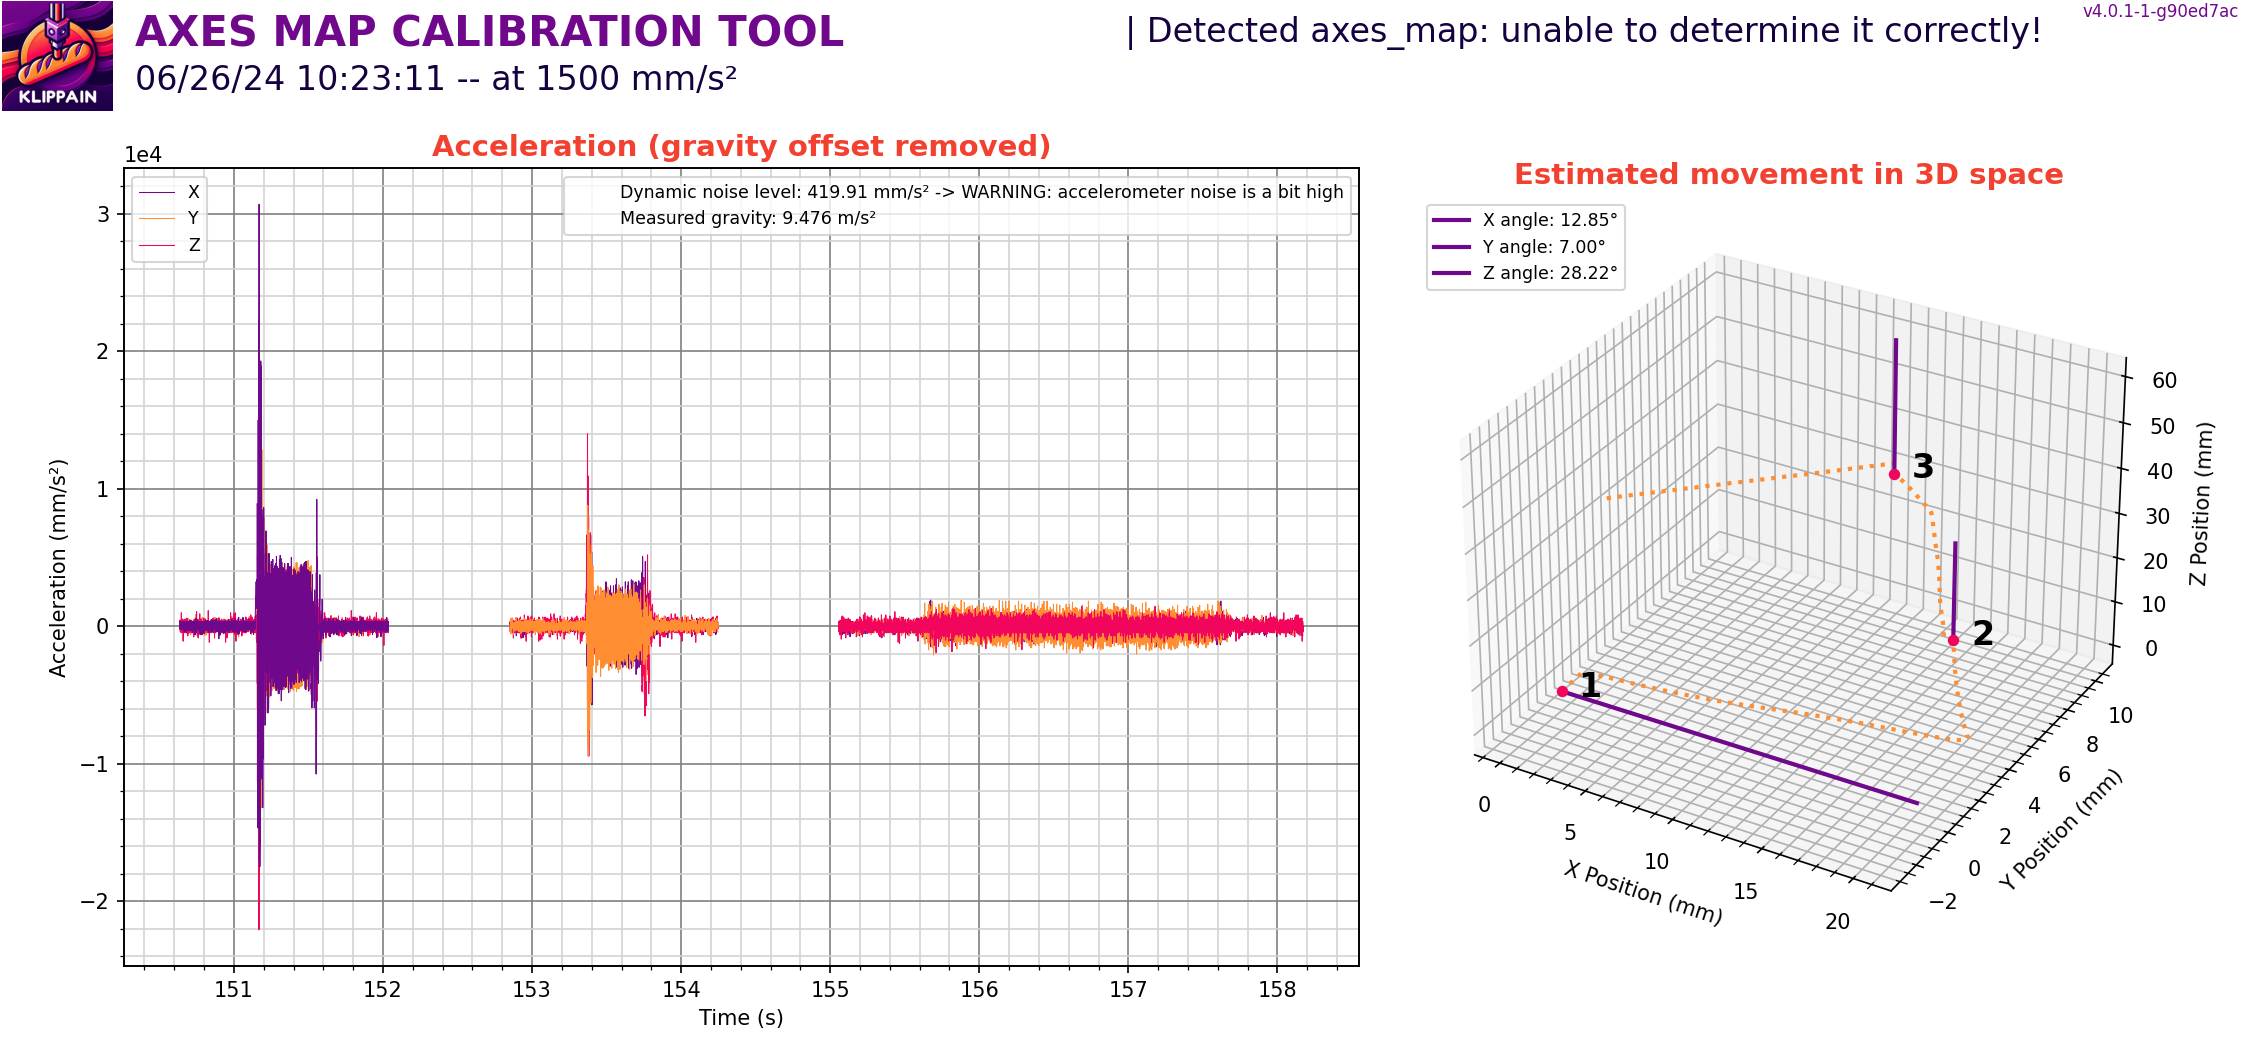 KLIPPAIN
AXES MAP CALIBRATION TOOL
06/26/24 10:23:11 -- at 1500 mm/s²
| Detected axes_map: unable to determine it correctly!
v4.0.1-1-g90ed7ac
Acceleration (gravity offset removed)
1e4
X
Y
Z
Dynamic noise level: 419.91 mm/s² -> WARNING: accelerometer noise is a bit high
Measured gravity: 9.476 m/s²
3
2
1
0
−1
−2
Acceleration (mm/s²)
151 152 153 154 155 156 157 158
Time (s)
Estimated movement in 3D space
X angle: 12.85°
Y angle: 7.00°
Z angle: 28.22°
1
2
3
0 5 10 15 20
X Position (mm)
−2 0 2 4 6 8 10
Y Position (mm)
0 10 20 30 40 50 60
Z Position (mm)